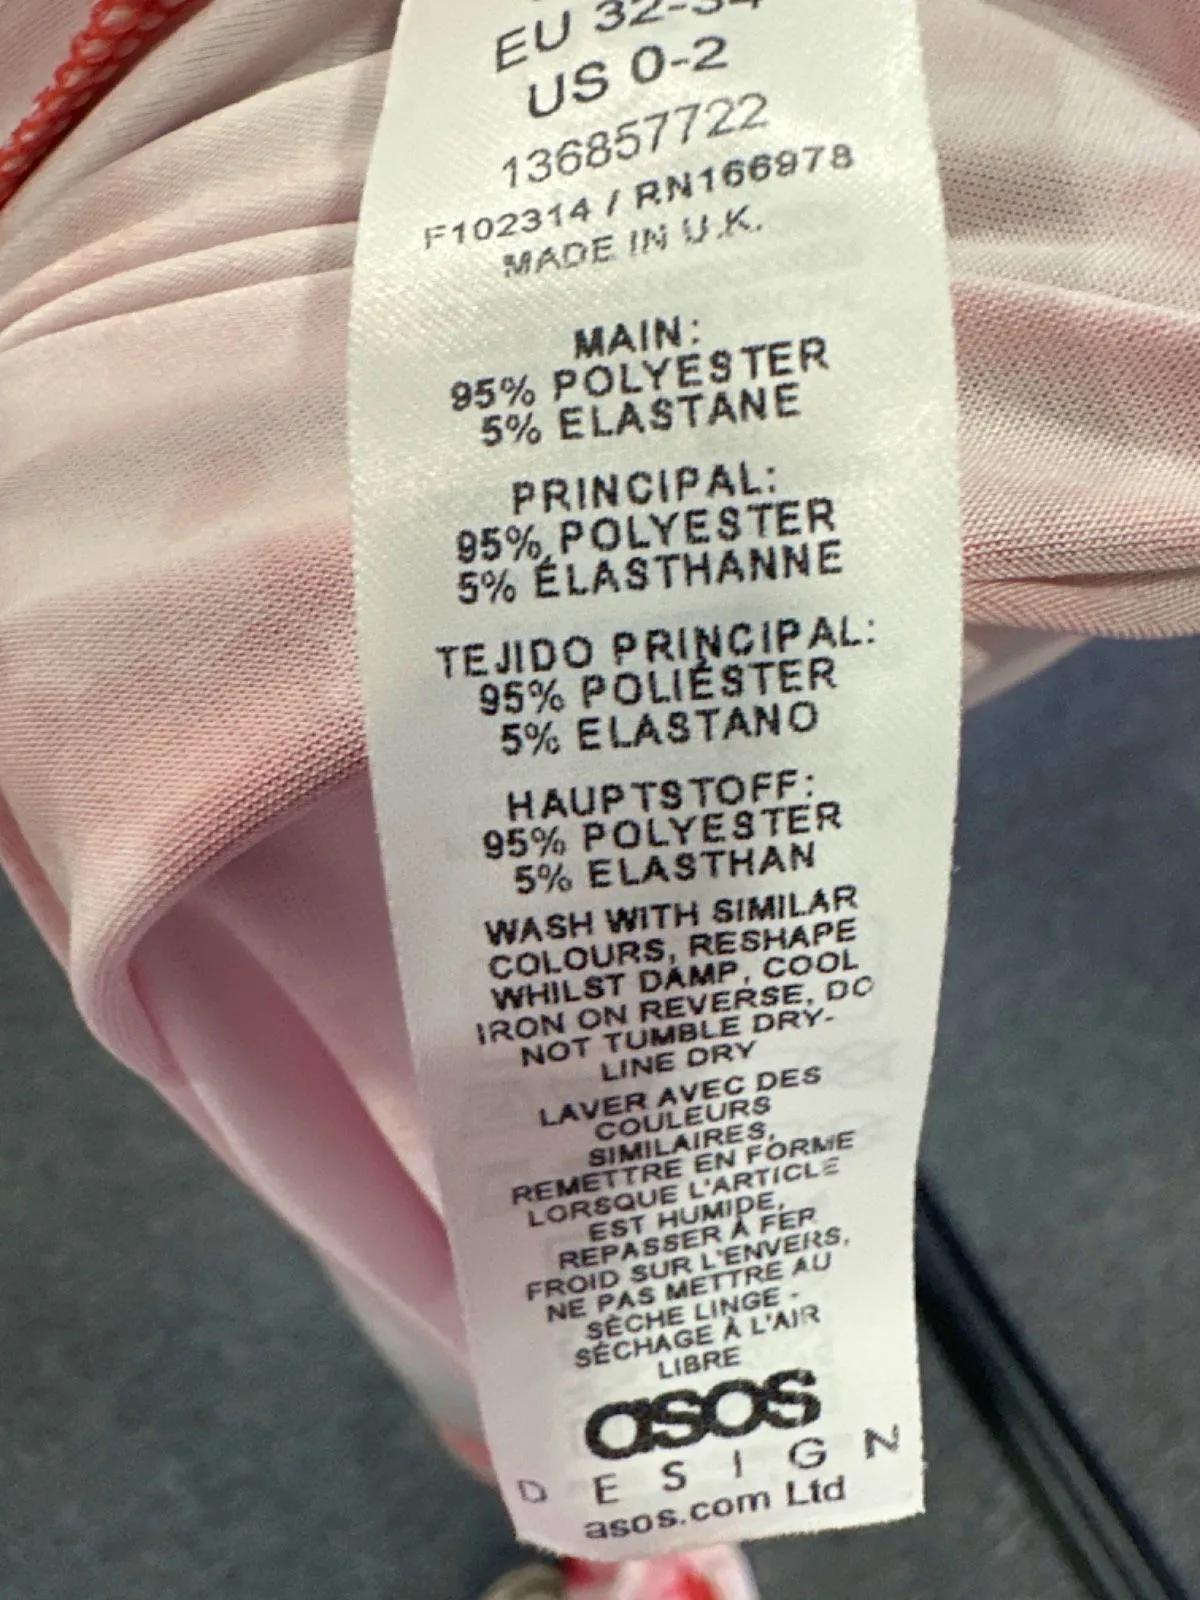 EU 32-34
US 0-2
136857722
F102314 / RN166978
MADE IN U.K.
MAIN:
95% POLYESTER
5% ELASTANE
PRINCIPAL:
95% POLYESTER
5% ÉLASTHANNE
TEJIDO PRINCIPAL:
95% POLIÉSTER
5% ELASTANO
HAUPTSTOFF:
95% POLYESTER
5% ELASTHAN
WASH WITH SIMILAR
COLOURS, RESHAPE
WHILST DAMP, COOL
IRON ON REVERSE, DO
NOT TUMBLE DRY-
LINE DRY
LAVER AVEC DES
COULEURS
SIMILAIRES,
REMETTRE EN FORME
LORSQUE L'ARTICLE
EST HUMIDE,
REPASSER À FER
FROID SUR L'ENVERS,
NE PAS METTRE AU
SÈCHE LINGE -
SÉCHAGE À L'AIR
LIBRE
asos
DESIGN
asos.com Ltd